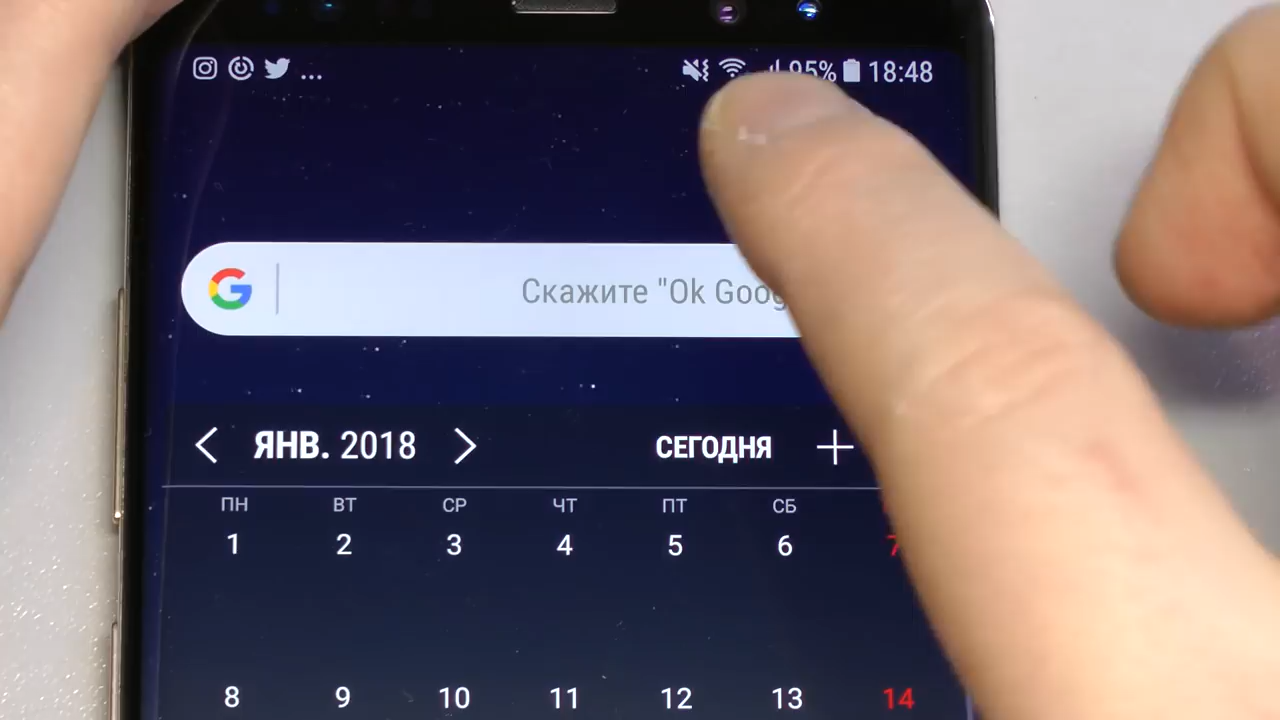 ... 95% 18:48
G Скажите "Ok Goog
< ЯНВ. 2018 > СЕГОДНЯ +
ПН ВТ СР ЧТ ПТ СБ
1 2 3 4 5 6 7
8 9 10 11 12 13 14